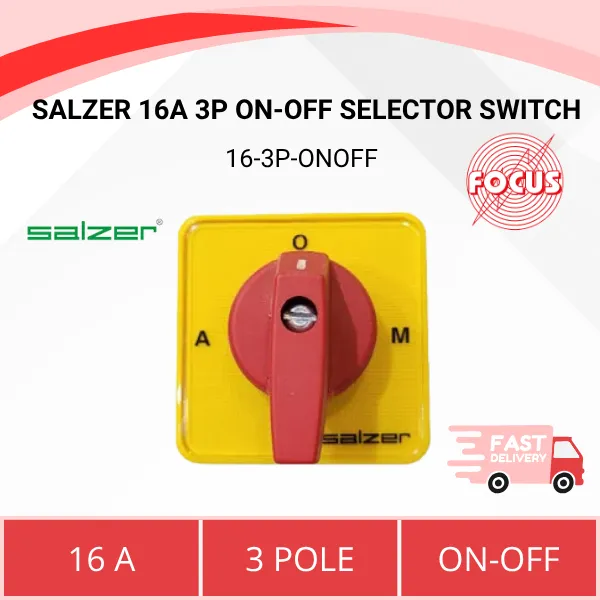 SALZER 16A 3P ON-OFF SELECTOR SWITCH
16-3P-ONOFF
FOCUS
salzer®
O
A
M
salzer
FAST
DELIVERY
16 A
3 POLE
ON-OFF